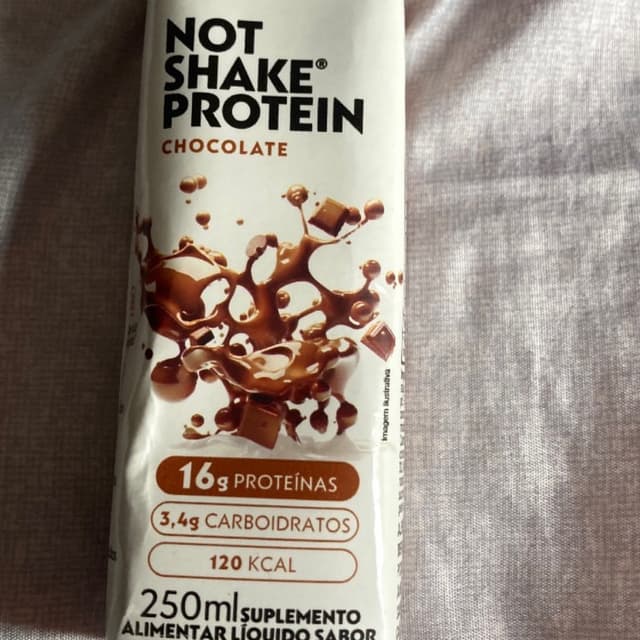 NOT
SHAKE®
PROTEIN
CHOCOLATE
Imagem ilustrativa
16g PROTEÍNAS
3,4g CARBOIDRATOS
120 KCAL
250ml SUPLEMENTO
ALIMENTAR LÍQUIDO SABOR